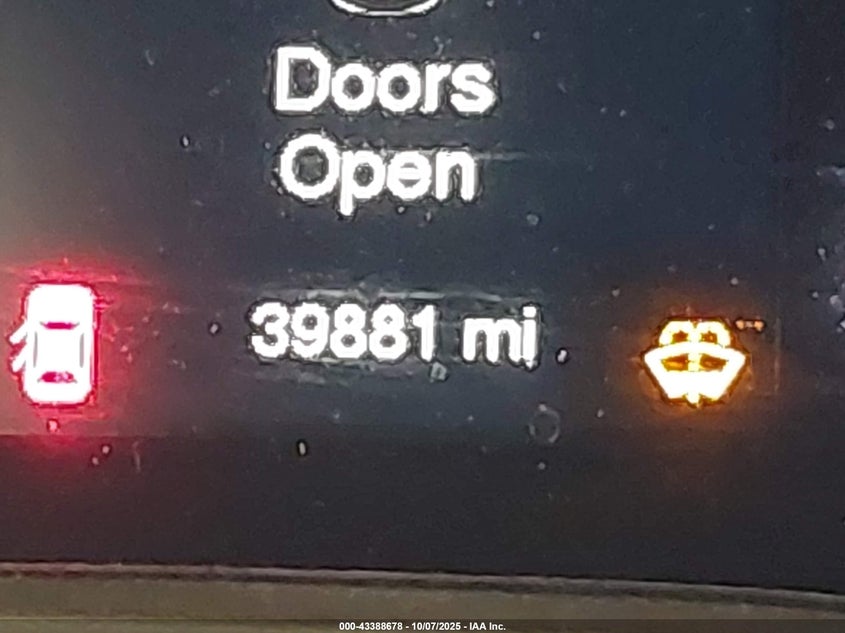 Doors
Open
39881 mi
000-43388678 - 10/07/2025 - IAA Inc.